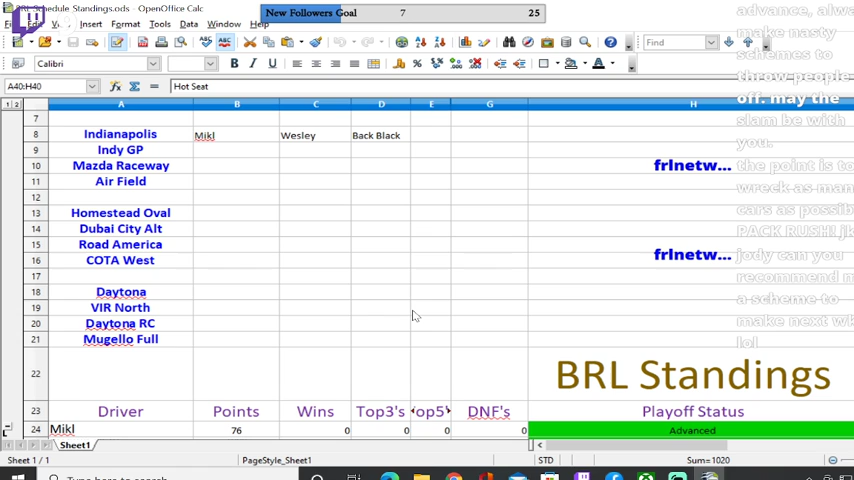 BRL Schedule Standings.ods - OpenOffice Calc
New Followers Goal 7 25
Edit View Insert Format Tools Data Window Help
Find
Calibri
A40:H40 Hot Seat
1 2 A B C D E G H
7
8 Indianapolis Mikl Wesley Back Black
9 Indy GP
10 Mazda Raceway
11 Air Field
12
13 Homestead Oval
14 Dubai City Alt
15 Road America
16 COTA West
17
18 Daytona
19 VIR North
20 Daytona RC
21 Mugello Full
22 BRL Standings
23 Driver Points Wins Top3's op5' DNF's Playoff Status
24 Mikl 76 0 0 0 0 Advanced
Sheet1
Sheet 1 / 1 PageStyle_Sheet1 STD Sum=1020
advance, alwa
make nasty
schemes to
throw people
off. may the
slam be with
you.
frlnetw... the point is to
wreck as man
cars as possib
PACK RUSH! jk
frlnetw... jody can you
recommend m
a scheme to
make next wk
lol